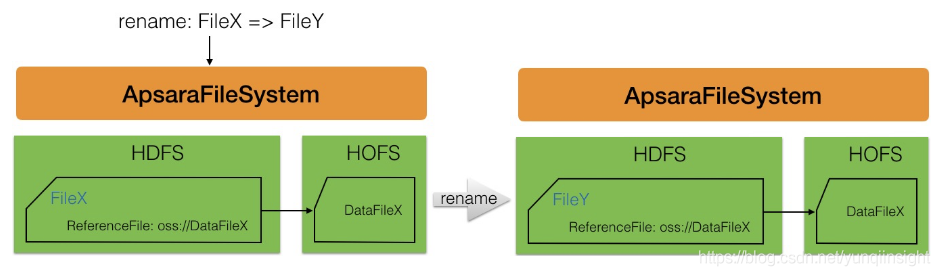 rename: FileX => FileY
ApsaraFileSystem
HDFS
HOFS
FileX
ReferenceFile: oss://DataFileX
DataFileX
rename
ApsaraFileSystem
HDFS
HOFS
FileY
ReferenceFile: oss://DataFileX
DataFileX
https://blog.csdn.net/yunqiinsight